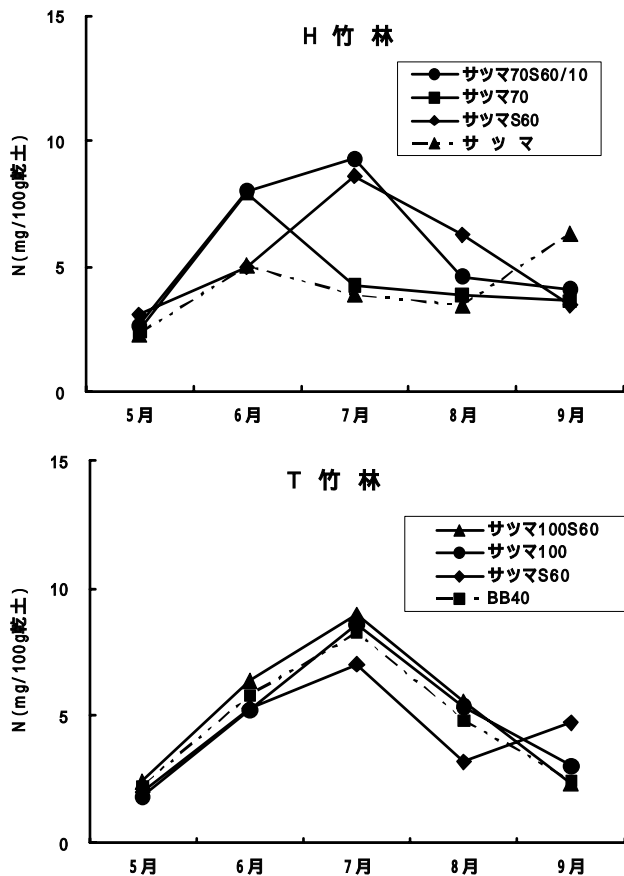 H 竹 林
15
10
5
0
N(mg/100g乾土)
サツマ70S60/10
サツマ70
サツマS60
サ ツ マ
5月 6月 7月 8月 9月
T 竹 林
15
10
5
0
N(mg/100g乾土)
サツマ100S60
サツマ100
サツマS60
BB40
5月 6月 7月 8月 9月